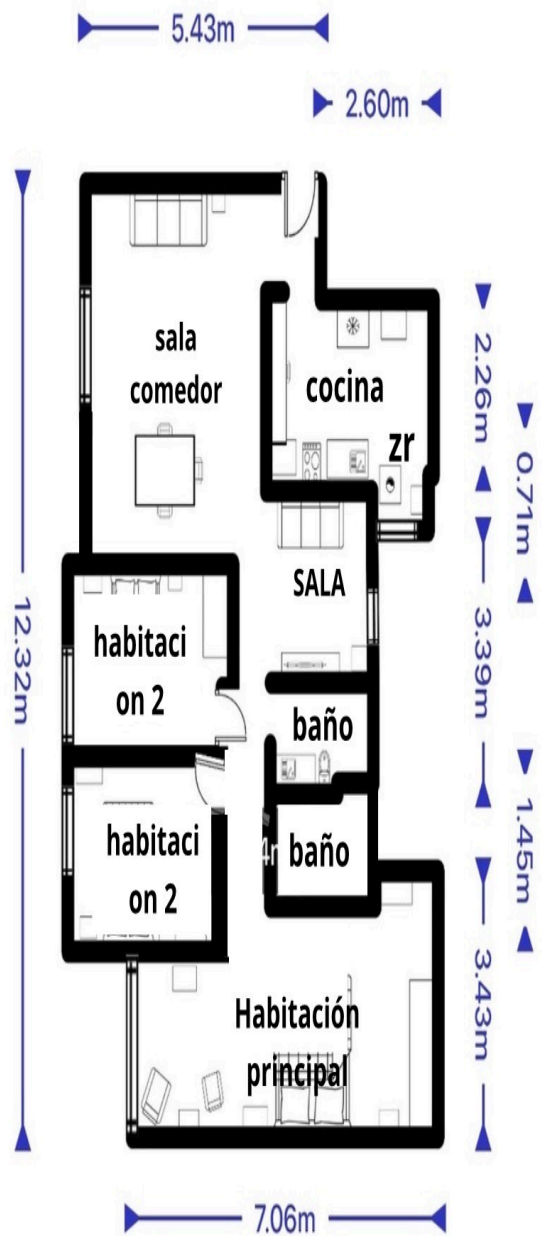 5.43m
2.60m
sala
comedor
cocina
zr
2.26m
0.71m
SALA
habitaci
on 2
12.32m
3.39m
baño
habitaci
on 2
baño
1.45m
Habitación
principal
3.43m
7.06m